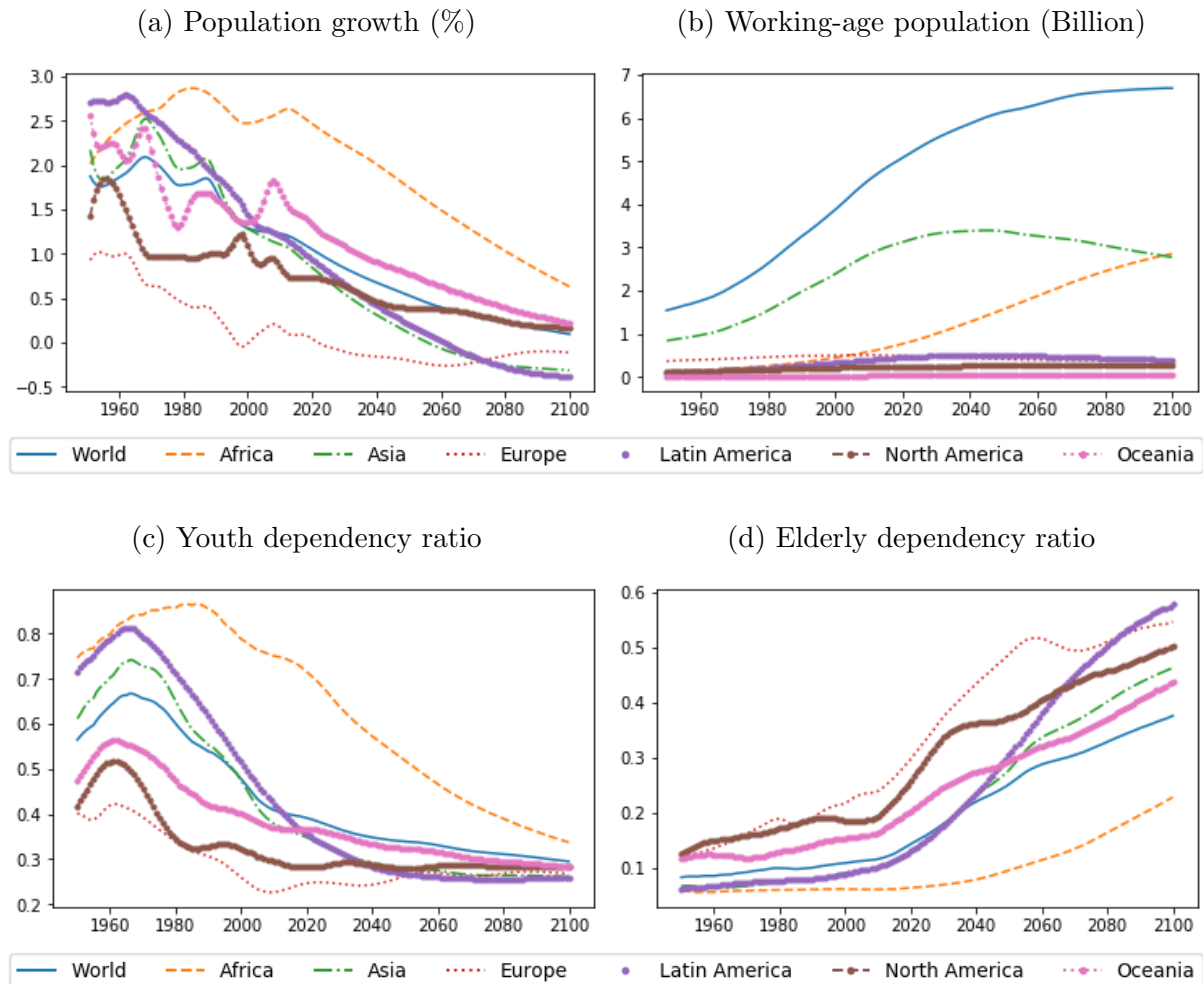 (a) Population growth (%)
(b) Working-age population (Billion)
3.0
2.5
2.0
1.5
1.0
0.5
0.0
−0.5
1960 1980 2000 2020 2040 2060 2080 2100
7
6
5
4
3
2
1
0
1960 1980 2000 2020 2040 2060 2080 2100
World Africa Asia Europe Latin America North America Oceania
(c) Youth dependency ratio
(d) Elderly dependency ratio
0.8
0.7
0.6
0.5
0.4
0.3
0.2
1960 1980 2000 2020 2040 2060 2080 2100
0.6
0.5
0.4
0.3
0.2
0.1
1960 1980 2000 2020 2040 2060 2080 2100
World Africa Asia Europe Latin America North America Oceania